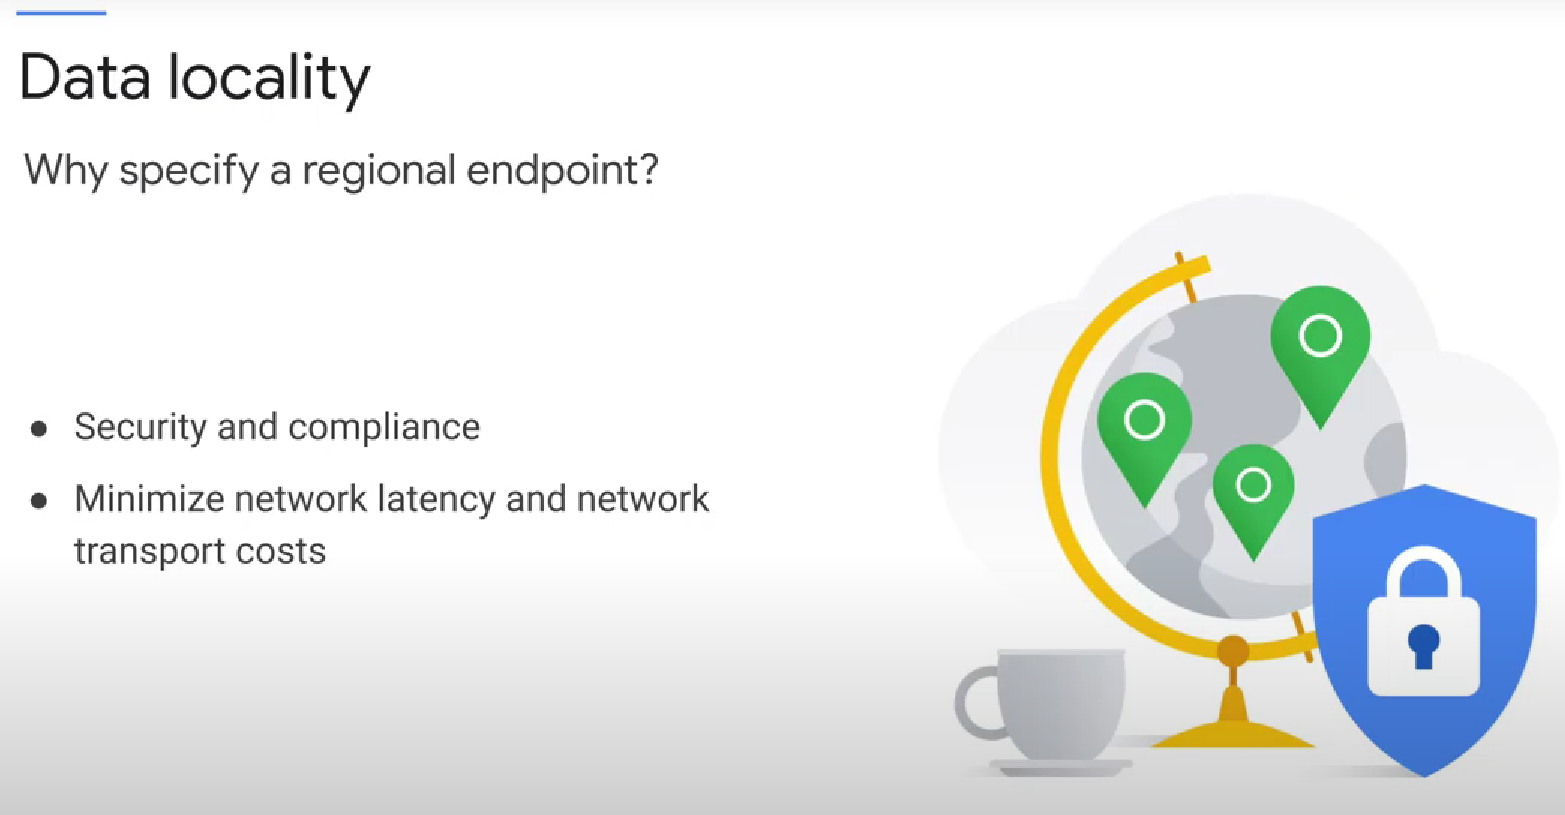 Data locality
Why specify a regional endpoint?
● Security and compliance
● Minimize network latency and network
transport costs